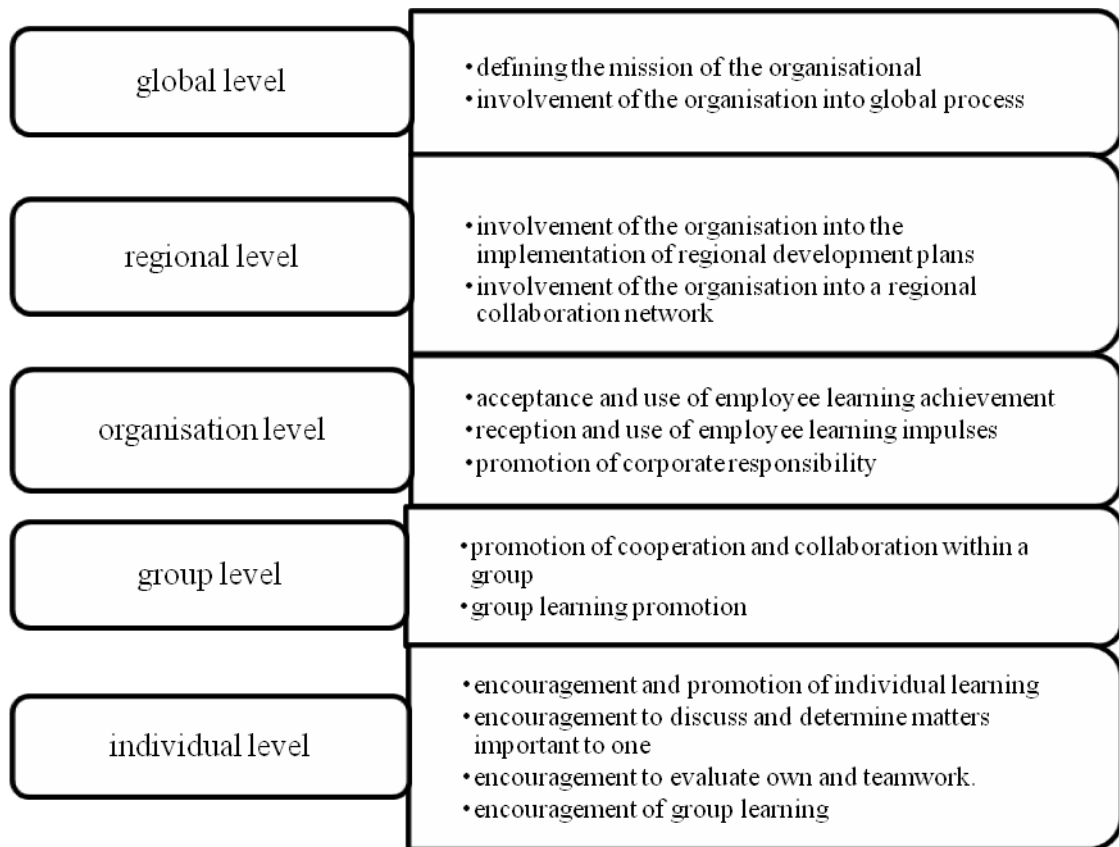 global level
•defining the mission of the organisational
•involvement of the organisation into global process
regional level
•involvement of the organisation into the
implementation of regional development plans
•involvement of the organisation into a regional
collaboration network
organisation level
•acceptance and use of employee learning achievement
•reception and use of employee learning impulses
•promotion of corporate responsibility
group level
•promotion of cooperation and collaboration within a
group
•group learning promotion
individual level
•encouragement and promotion of individual learning
•encouragement to discuss and determine matters
important to one
•encouragement to evaluate own and teamwork.
•encouragement of group learning